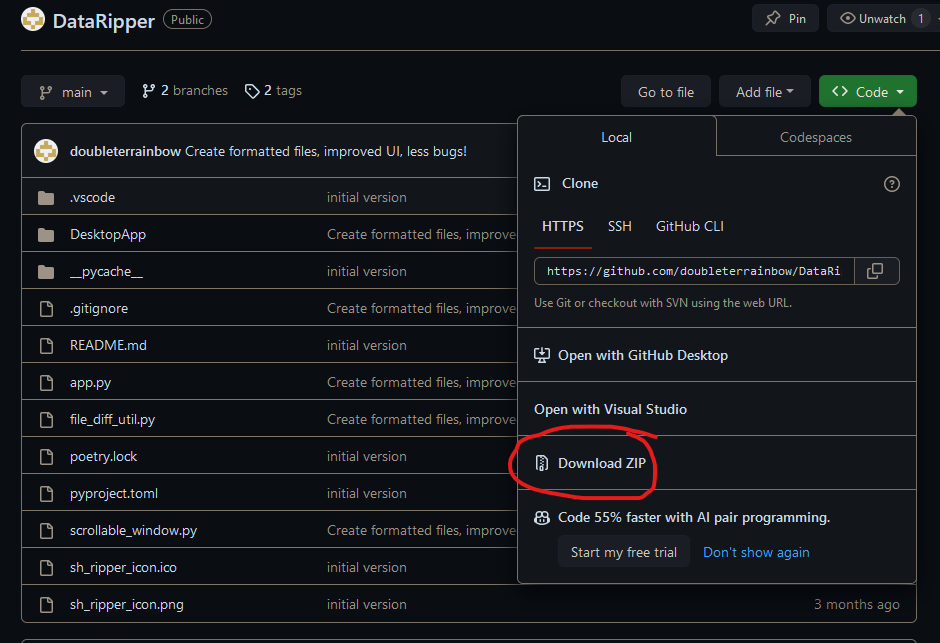 DataRipper Public
Pin
Unwatch 1
main
2 branches
2 tags
Go to file
Add file
Code
doubleterrainbow Create formatted files, improved UI, less bugs!
.vscode initial version
DesktopApp Create formatted files, improve
__pycache__ initial version
.gitignore Create formatted files, improve
README.md initial version
app.py Create formatted files, improve
file_diff_util.py Create formatted files, improve
poetry.lock initial version
pyproject.toml initial version
scrollable_window.py Create formatted files, improve
sh_ripper_icon.ico initial version
sh_ripper_icon.png initial version 3 months ago
Local
Codespaces
Clone
?
HTTPS SSH GitHub CLI
https://github.com/doubleterrainbow/DataRi
Use Git or checkout with SVN using the web URL.
Open with GitHub Desktop
Open with Visual Studio
Download ZIP
Code 55% faster with AI pair programming.
Start my free trial Don't show again